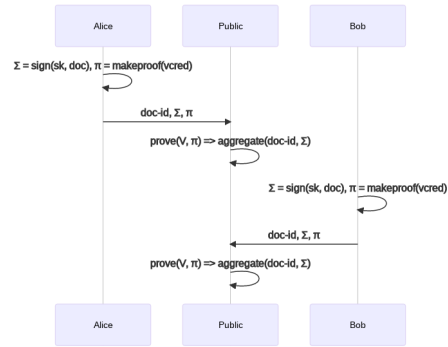 Alice
Public
Bob
Σ = sign(sk, doc), π = makeproof(vcred)
doc-id, Σ, π
prove(V, π) => aggregate(doc-id, Σ)
Σ = sign(sk, doc), π = makeproof(vcred)
doc-id, Σ, π
prove(V, π) => aggregate(doc-id, Σ)
Alice
Public
Bob